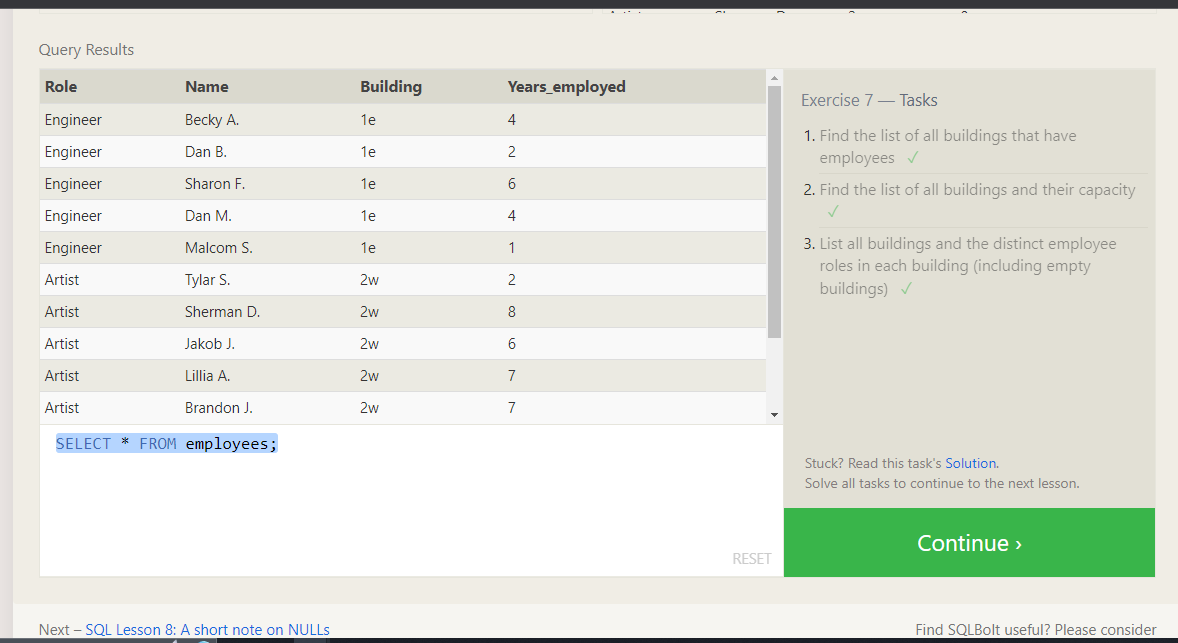 Query Results
Role Name Building Years_employed
Engineer Becky A. 1e 4
Engineer Dan B. 1e 2
Engineer Sharon F. 1e 6
Engineer Dan M. 1e 4
Engineer Malcom S. 1e 1
Artist Tylar S. 2w 2
Artist Sherman D. 2w 8
Artist Jakob J. 2w 6
Artist Lillia A. 2w 7
Artist Brandon J. 2w 7
SELECT * FROM employees;
RESET
Exercise 7 — Tasks
1. Find the list of all buildings that have
employees ✓
2. Find the list of all buildings and their capacity
✓
3. List all buildings and the distinct employee
roles in each building (including empty
buildings) ✓
Stuck? Read this task's Solution.
Solve all tasks to continue to the next lesson.
Continue ›
Next – SQL Lesson 8: A short note on NULLs
Find SQLBolt useful? Please consider